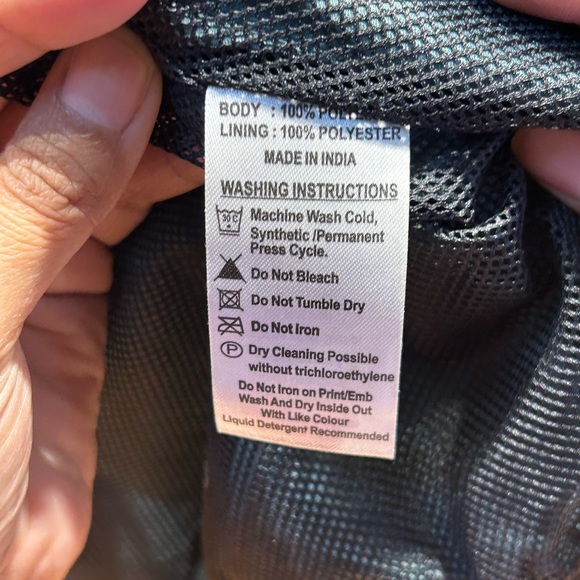 BODY : 100% POLYESTER
LINING : 100% POLYESTER
MADE IN INDIA
WASHING INSTRUCTIONS
30°C
Machine Wash Cold,
Synthetic /Permanent
Press Cycle.
Do Not Bleach
Do Not Tumble Dry
Do Not Iron
P Dry Cleaning Possible
without trichloroethylene
Do Not Iron on Print/Emb
Wash And Dry Inside Out
With Like Colour
Liquid Detergent Recommended